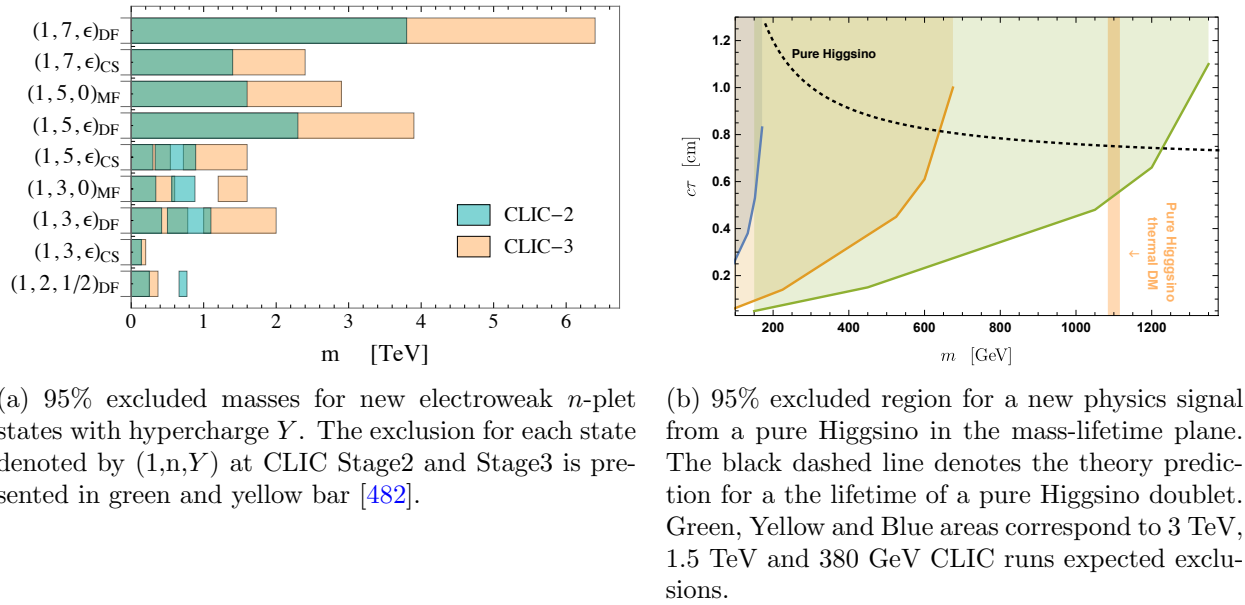 (1,7,ϵ)DF
(1,7,ϵ)CS
(1,5,0)MF
(1,5,ϵ)DF
(1,5,ϵ)CS
(1,3,0)MF
(1,3,ϵ)DF
(1,3,ϵ)CS
(1,2,1/2)DF
CLIC-2
CLIC-3
0 1 2 3 4 5 6
m [TeV]
1.2
1.0
0.8
0.6
0.4
0.2
cτ [cm]
Pure Higgsino
Pure Higggsino
thermal DM
↓
200 400 600 800 1000 1200
m [GeV]
(a) 95% excluded masses for new electroweak n-plet
states with hypercharge Y. The exclusion for each state
denoted by (1,n,Y) at CLIC Stage2 and Stage3 is pre-
sented in green and yellow bar [482].
(b) 95% excluded region for a new physics signal
from a pure Higgsino in the mass-lifetime plane.
The black dashed line denotes the theory predic-
tion for a the lifetime of a pure Higgsino doublet.
Green, Yellow and Blue areas correspond to 3 TeV,
1.5 TeV and 380 GeV CLIC runs expected exclu-
sions.